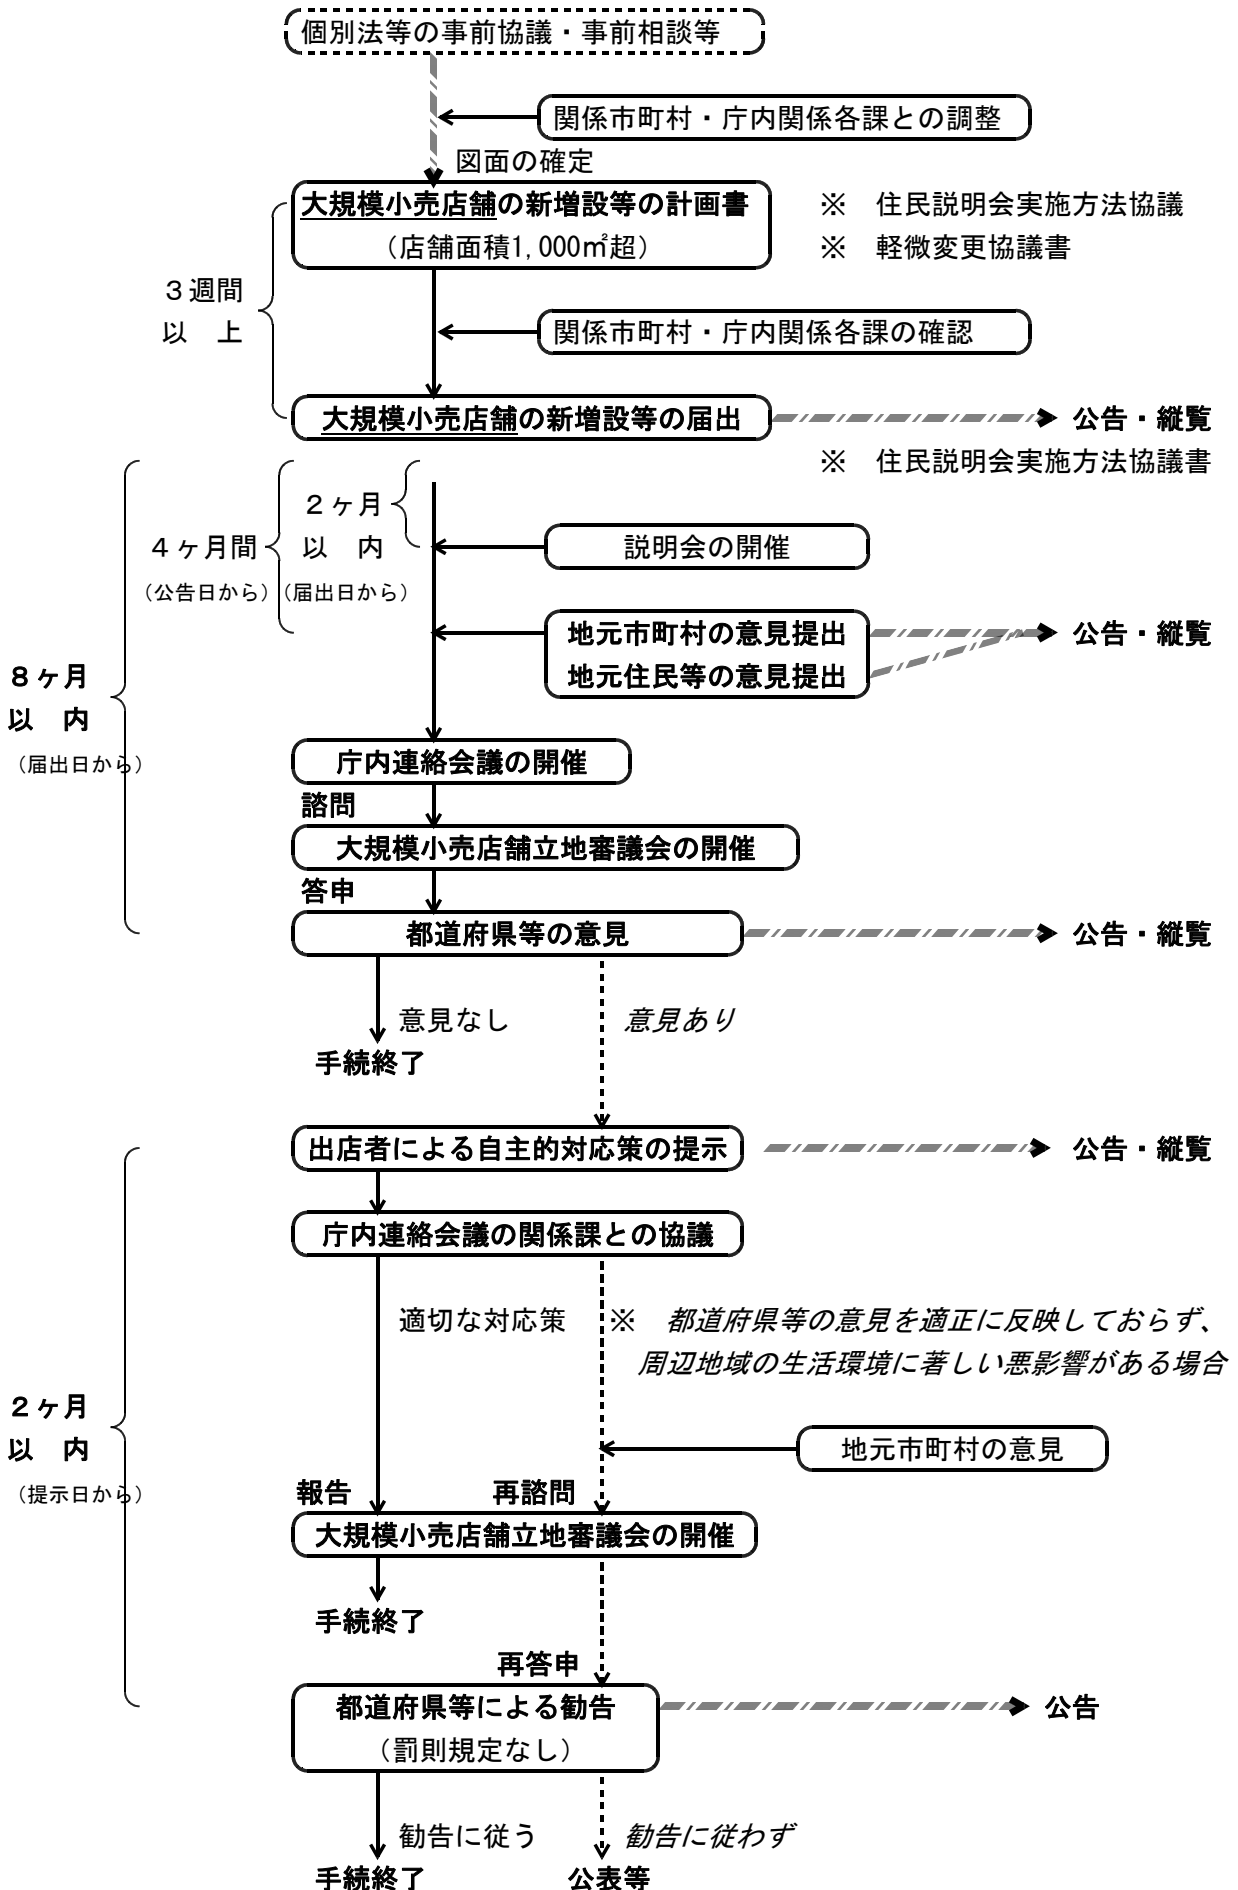 個別法等の事前協議・事前相談等
関係市町村・庁内関係各課との調整
図面の確定
大規模小売店舗の新増設等の計画書
（店舗面積1,000㎡超）
※　住民説明会実施方法協議
※　軽微変更協議書
３週間
以　上
関係市町村・庁内関係各課の確認
大規模小売店舗の新増設等の届出
公告・縦覧
※　住民説明会実施方法協議書
２ヶ月
以　内
（届出日から）
４ヶ月間
（公告日から）
説明会の開催
地元市町村の意見提出
地元住民等の意見提出
公告・縦覧
８ヶ月
以　内
（届出日から）
庁内連絡会議の開催
諮問
大規模小売店舗立地審議会の開催
答申
都道府県等の意見
公告・縦覧
意見なし
意見あり
手続終了
出店者による自主的対応策の提示
公告・縦覧
庁内連絡会議の関係課との協議
適切な対応策
※　都道府県等の意見を適正に反映しておらず、
周辺地域の生活環境に著しい悪影響がある場合
２ヶ月
以　内
（提示日から）
地元市町村の意見
報告
再諮問
大規模小売店舗立地審議会の開催
手続終了
再答申
都道府県等による勧告
（罰則規定なし）
公告
勧告に従う
勧告に従わず
手続終了
公表等